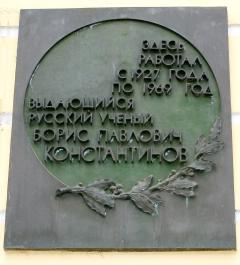 ЗДЕСЬ
РАБОТАЛ
С 1927 ГОДА
ПО 1969 ГОД
ВЫДАЮЩИЙСЯ
РУССКИЙ УЧЕНЫЙ
БОРИС ПАВЛОВИЧ
КОНСТАНТИНОВ